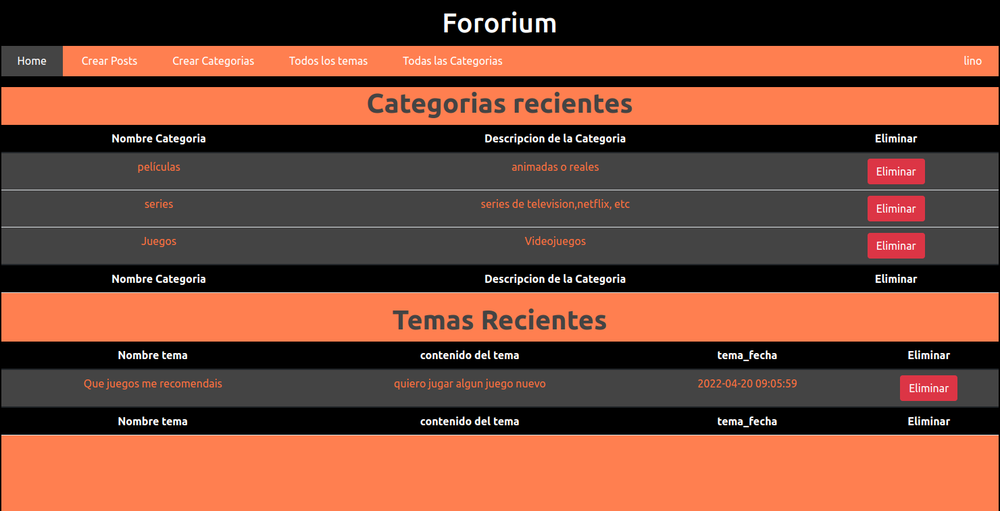 Fororium
Home Crear Posts Crear Categorias Todos los temas Todas las Categorias lino
Categorias recientes
Nombre Categoria Descripcion de la Categoria Eliminar
películas animadas o reales Eliminar
series series de television,netflix, etc Eliminar
Juegos Videojuegos Eliminar
Nombre Categoria Descripcion de la Categoria Eliminar
Temas Recientes
Nombre tema contenido del tema tema_fecha Eliminar
Que juegos me recomendais quiero jugar algun juego nuevo 2022-04-20 09:05:59 Eliminar
Nombre tema contenido del tema tema_fecha Eliminar